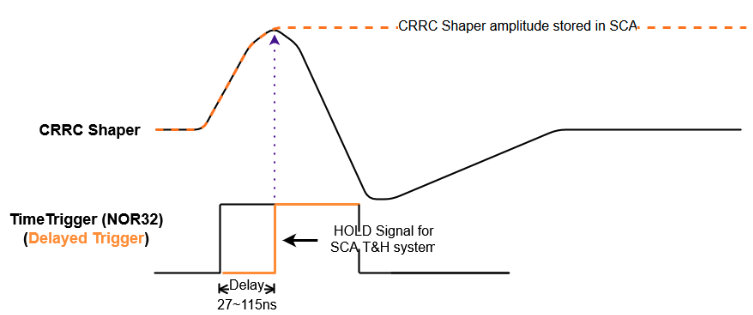 CRRC Shaper amplitude stored in SCA
CRRC Shaper
TimeTrigger (NOR32)
(Delayed Trigger)
HOLD Signal for
SCA T&H system
Delay
27~115ns